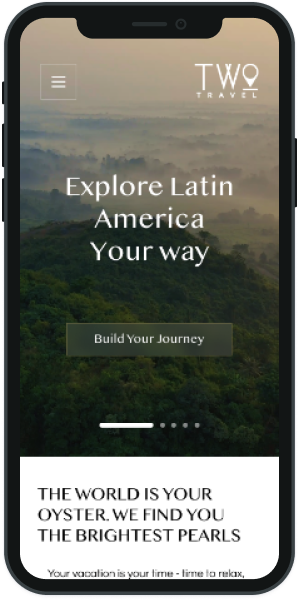 TWO
TRAVEL
Explore Latin
America
Your way
Build Your Journey
THE WORLD IS YOUR
OYSTER. WE FIND YOU
THE BRIGHTEST PEARLS
Your vacation is your time - time to relax,